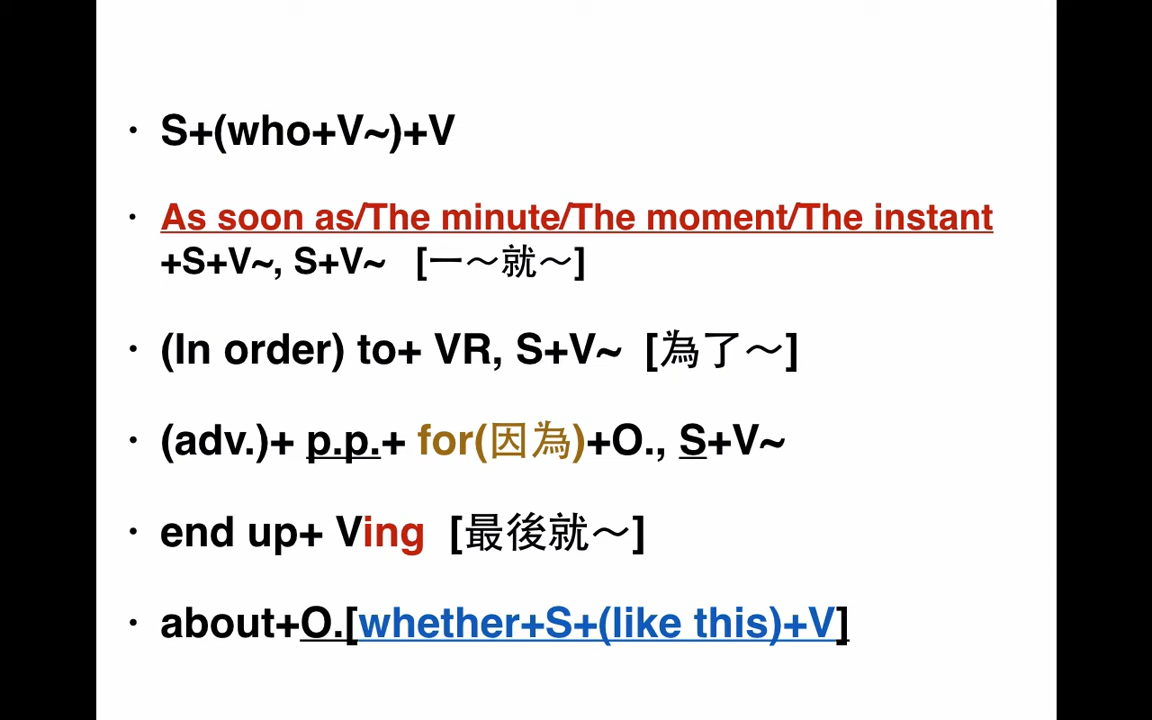 • S+(who+V~)+V
• As soon as/The minute/The moment/The instant
+S+V~, S+V~ [一～就～]
• (In order) to+ VR, S+V~ [為了～]
• (adv.)+ p.p.+ for(因為)+O., S+V~
• end up+ Ving [最後就～]
• about+O.[whether+S+(like this)+V]